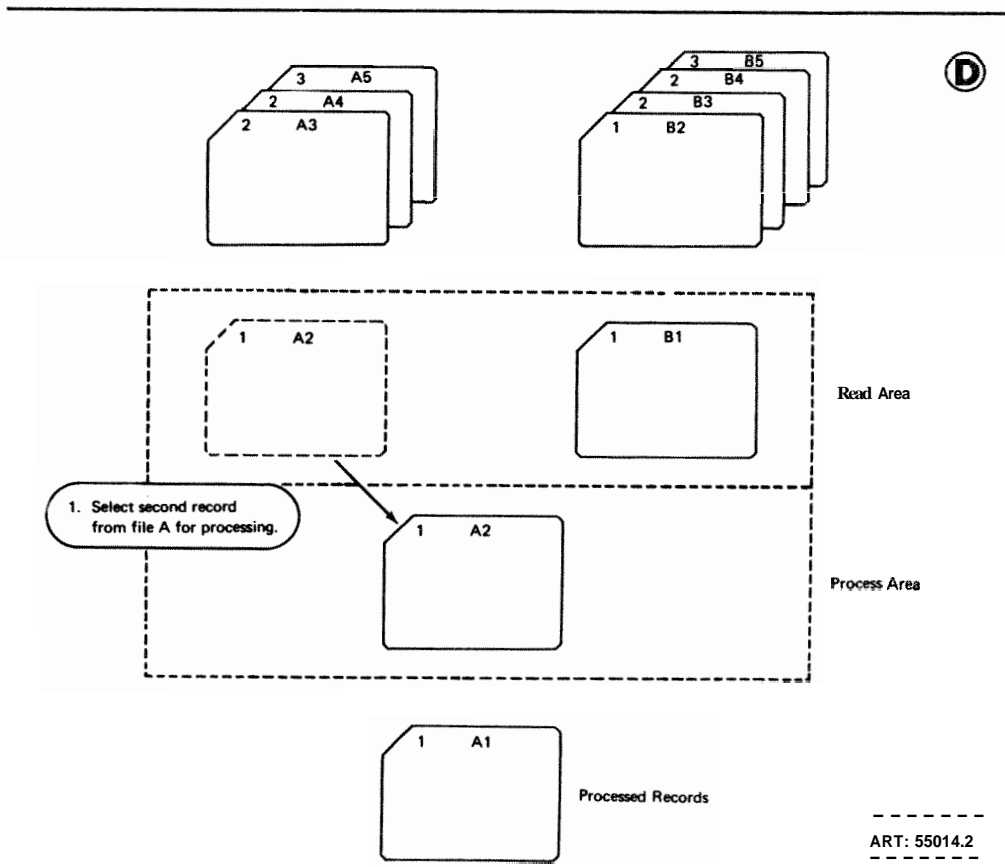 D
3 A5
2 A4
2 A3
3 B5
2 B4
2 B3
1 B2
1 A2
1 B1
Read Area
1. Select second record
from file A for processing.
1 A2
Process Area
1 A1
Processed Records
ART: 55014.2